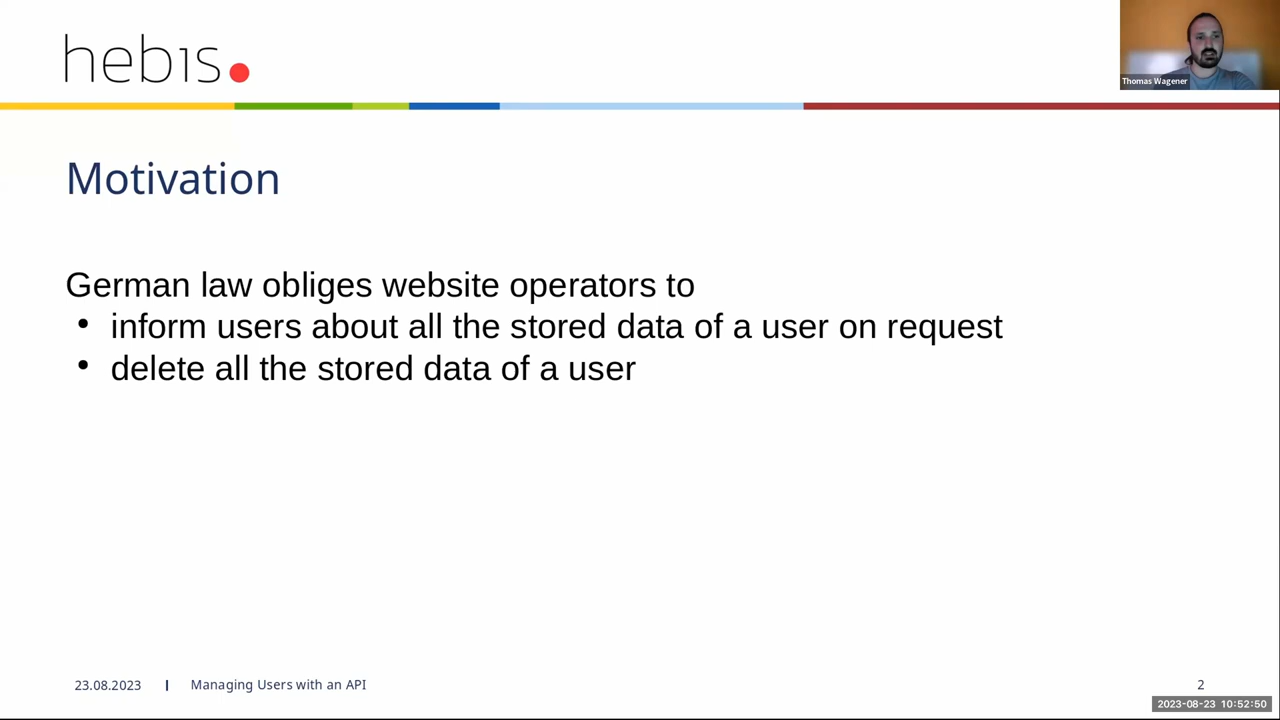 hebis.
Thomas Wagener
Motivation
German law obliges website operators to
• inform users about all the stored data of a user on request
• delete all the stored data of a user
23.08.2023 | Managing Users with an API 2
2023-08-23 10:52:50